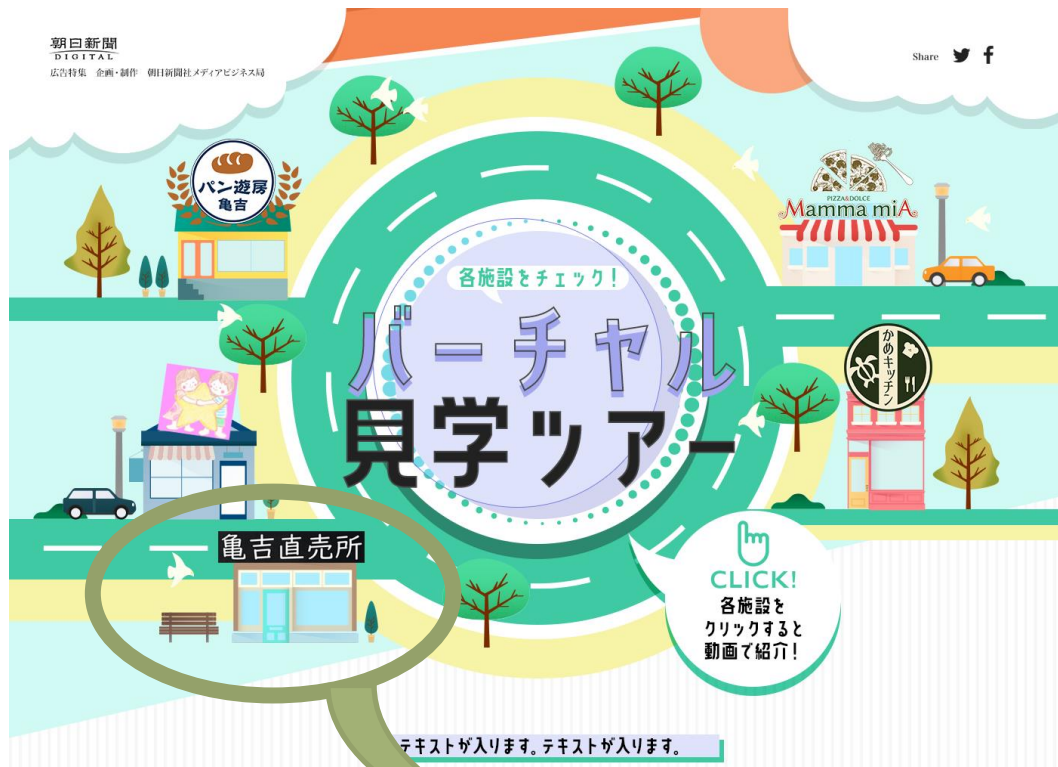 朝日新聞
DIGITAL
広告特集 企画・制作 朝日新聞社メディアビジネス局
Share
パン遊房
亀吉
PIZZA&DOLCE
Mamma miA
各施設をチェック!
バーチャル
見学ツアー
かめキッチン
亀吉直売所
CLICK!
各施設を
クリックすると
動画で紹介!
テキストが入ります。テキストが入ります。